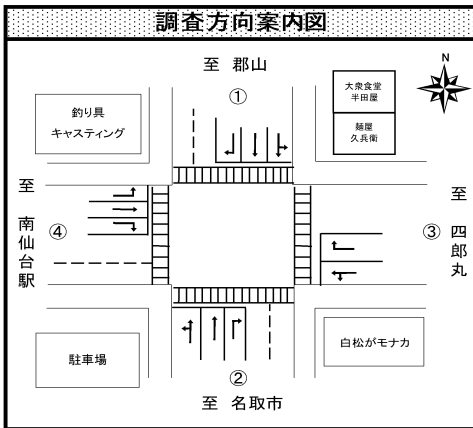 調査方向案内図
至 郡山
①
N
釣り具
キャスティング
大衆食堂
半田屋
麺屋
久兵衛
至 南仙台駅
④
③
至 四郎丸
駐車場
白松がモナカ
②
至 名取市